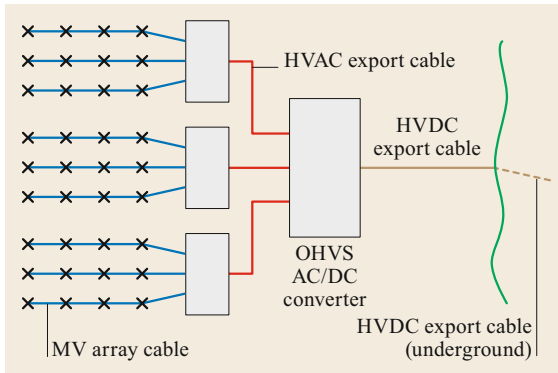 HVAC export cable
HVDC
export cable
OHVS
AC/DC
converter
HVDC export cable
(underground)
MV array cable